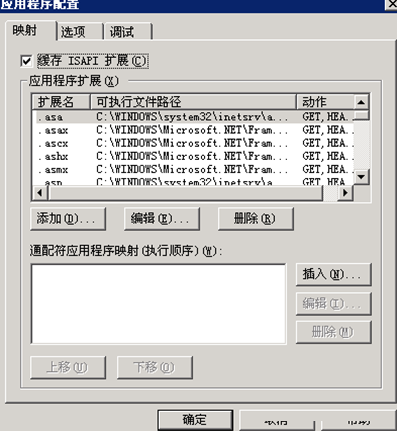 应用程序配置
映射 选项 调试
缓存 ISAPI 扩展(C)
应用程序扩展(X)
扩展名 可执行文件路径 动作
.asa C:\WINDOWS\system32\inetsrv\a... GET,HEA..
.asax C:\WINDOWS\Microsoft.NET\Fram... GET,HEA..
.ascx C:\WINDOWS\Microsoft.NET\Fram... GET,HEA..
.ashx C:\WINDOWS\Microsoft.NET\Fram... GET,HEA..
.asmx C:\WINDOWS\Microsoft.NET\Fram... GET,HEA..
.asp C:\WINDOWS\system32\inetsrv\a... GET,HEA..
添加(D)... 编辑(E)... 删除(R)
通配符应用程序映射(执行顺序)(W):
插入(N)...
编辑(I)...
删除(M)
上移(U) 下移(O)
确定 取消 帮助